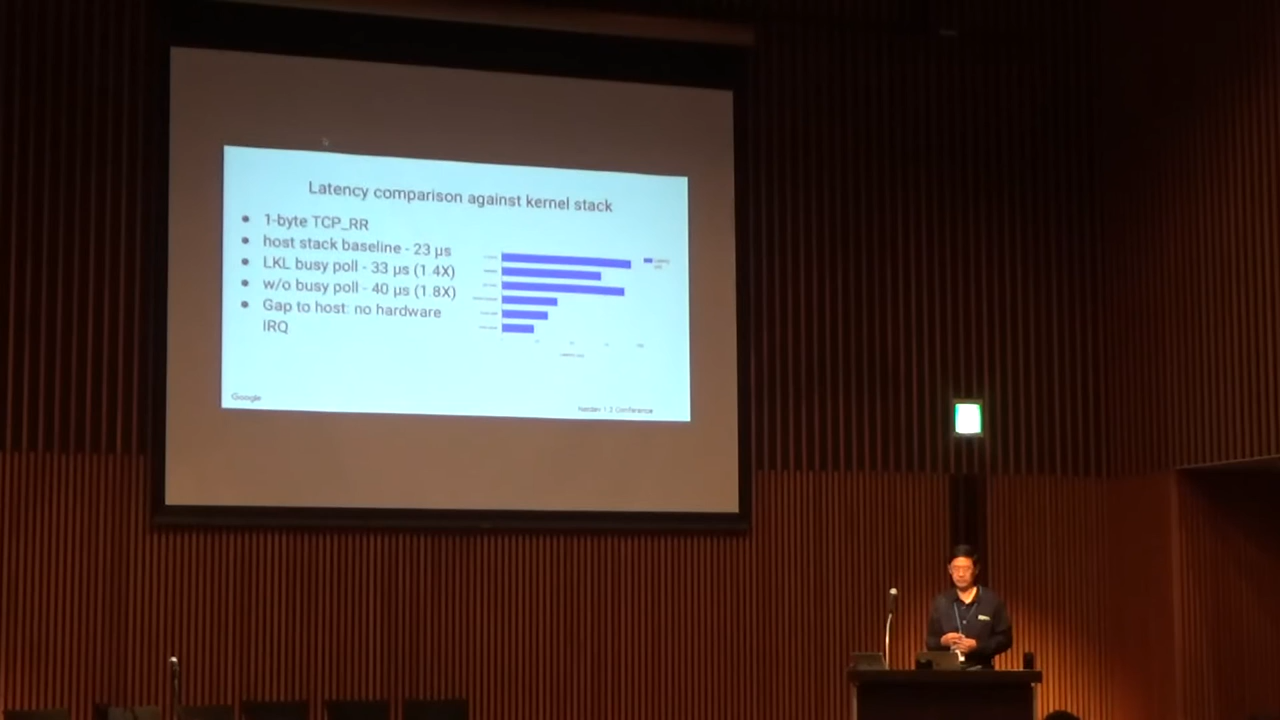 Latency comparison against kernel stack
● 1-byte TCP_RR
● host stack baseline - 23 µs
● LKL busy poll - 33 µs (1.4X)
● w/o busy poll - 40 µs (1.8X)
● Gap to host: no hardware
IRQ
Google
Netdev 1.2 Conference